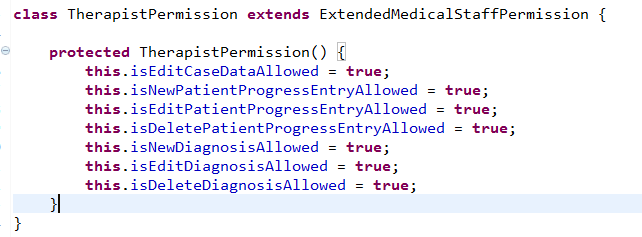 class TherapistPermission extends ExtendedMedicalStaffPermission {
protected TherapistPermission() {
this.isEditCaseDataAllowed = true;
this.isNewPatientProgressEntryAllowed = true;
this.isEditPatientProgressEntryAllowed = true;
this.isDeletePatientProgressEntryAllowed = true;
this.isNewDiagnosisAllowed = true;
this.isEditDiagnosisAllowed = true;
this.isDeleteDiagnosisAllowed = true;
}
}